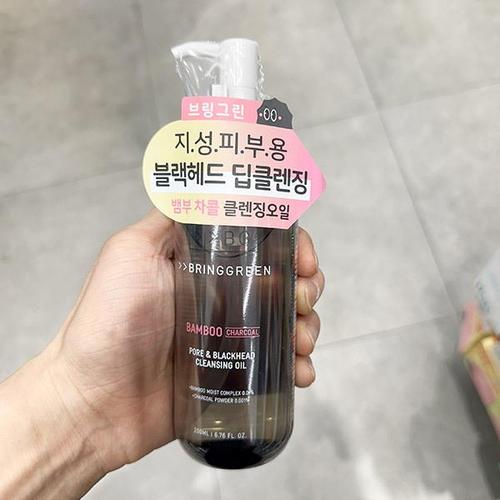 브링그린
지.성.피.부.용
블랙헤드 딥클렌징
뱀부 차콜 클렌징오일
>>BRINGGREEN
BAMBOO CHARCOAL
PORE & BLACKHEAD
CLEANSING OIL
200ML / 6.76 FL. OZ.